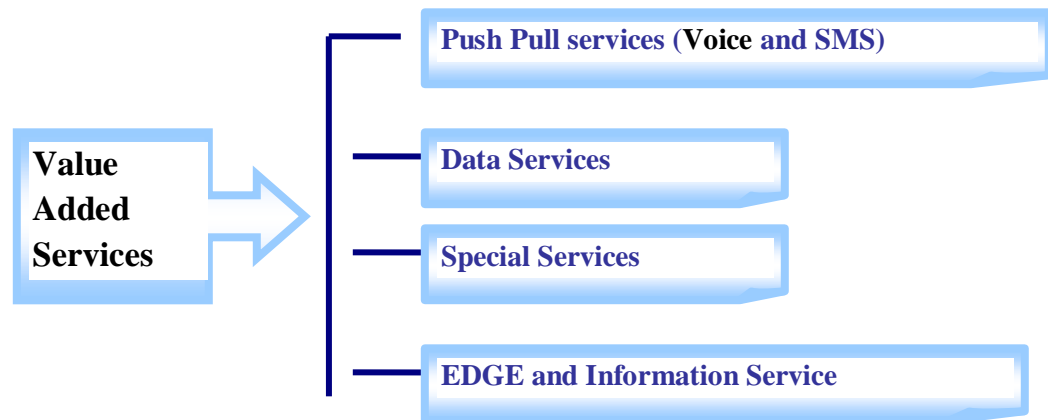 Push Pull services (Voice and SMS)
Value
Added
Services
Data Services
Special Services
EDGE and Information Service